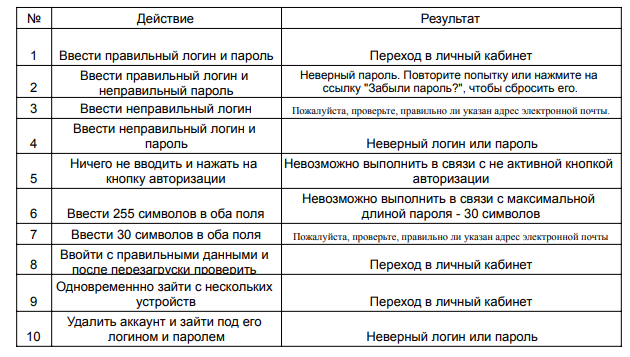 № Действие Результат
1 Ввести правильный логин и пароль Переход в личный кабинет
Ввести правильный логин и
2 неправильный пароль
Неверный пароль. Повторите попытку или нажмите на
ссылку "Забыли пароль?", чтобы сбросить его.
3 Ввести неправильный логин Пожалуйста, проверьте, правильно ли указан адрес электронной почты.
Ввести неправильный логин и
4 пароль Неверный логин или пароль
Ничего не вводить и нажать на
5 кнопку авторизации
Невозможно выполнить в связи с не активной кнопкой
авторизации
6 Ввести 255 символов в оба поля
Невозможно выполнить в связи с максимальной
длиной пароля - 30 символов
7 Ввести 30 символов в оба поля Пожалуйста, проверьте, правильно ли указан адрес электронной почты
Ввойти с правильными данными и
8 после перезагруски проверить Переход в личный кабинет
Одновременнно зайти с нескольких
9 устройств Переход в личный кабинет
Удалить аккаунт и зайти под его
10 логином и паролем Неверный логин или пароль